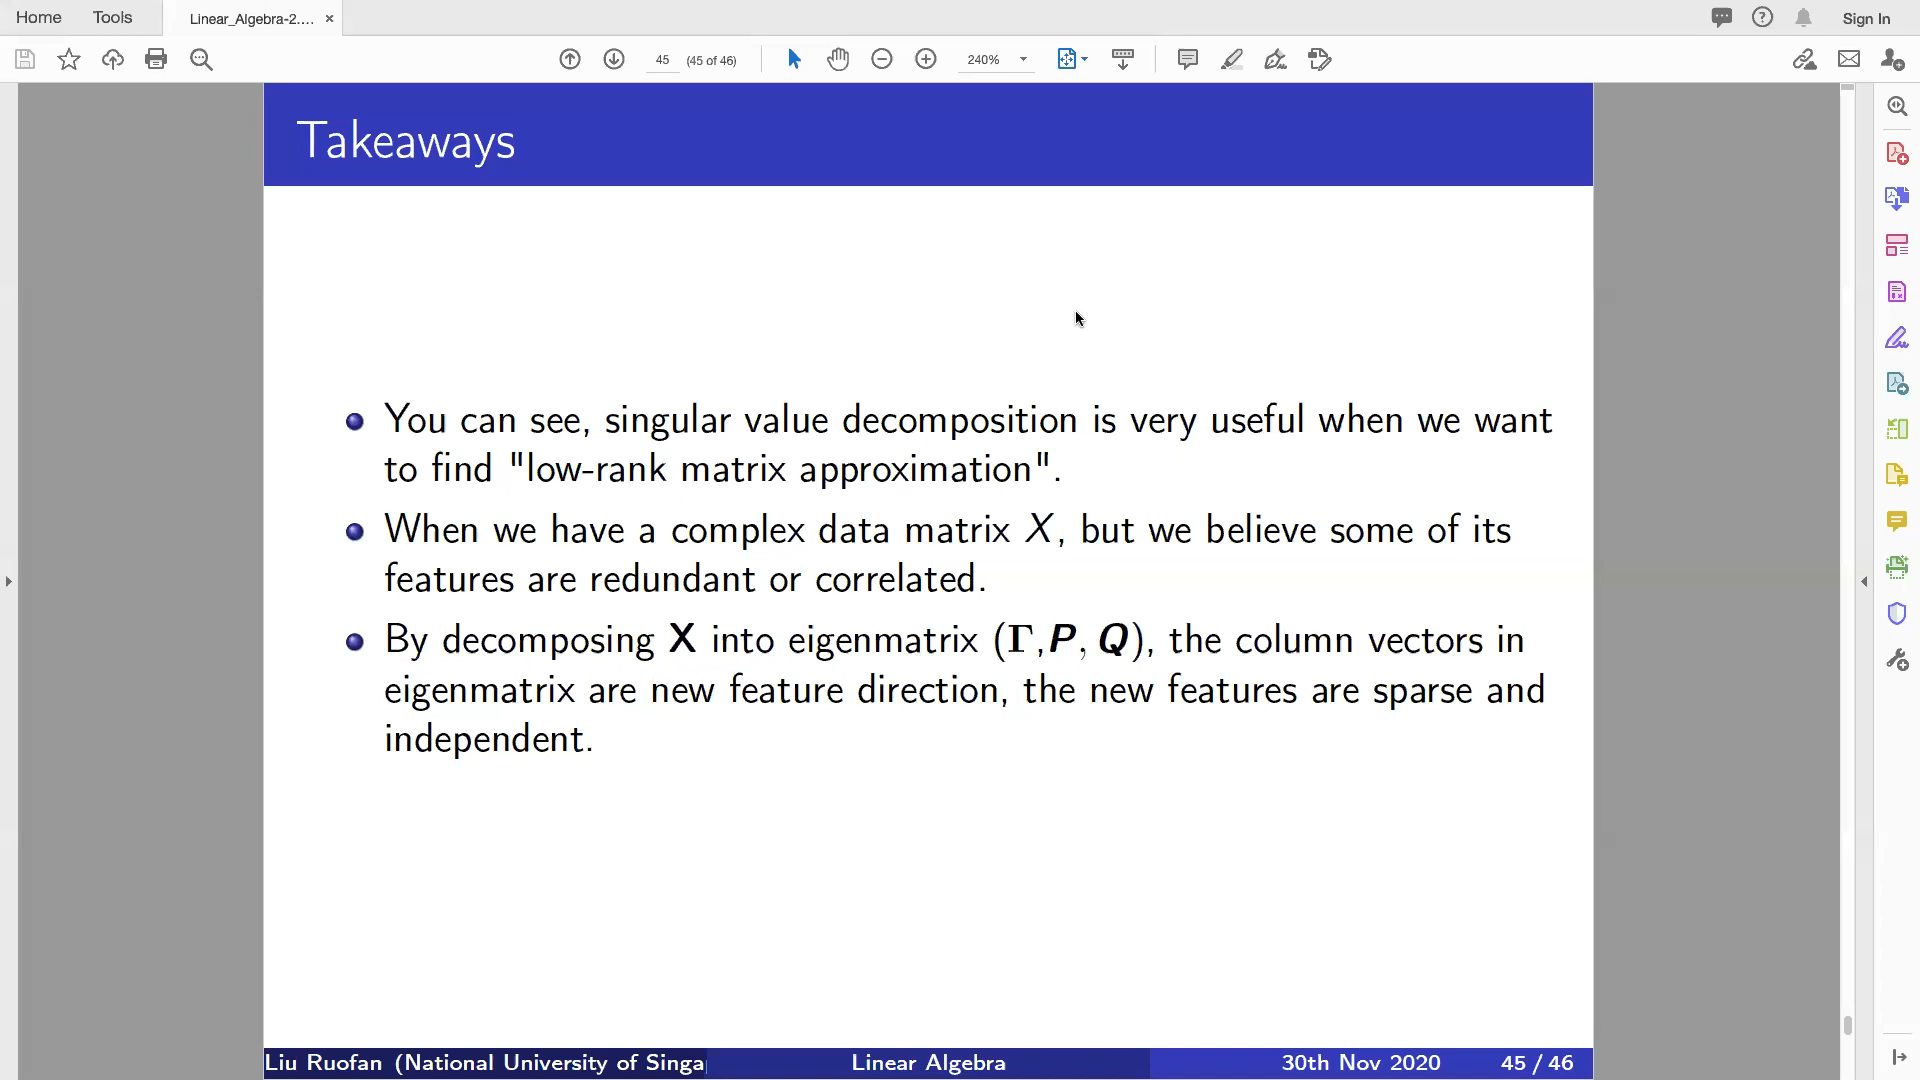 Home Tools Linear_Algebra-2.... × Sign In
45 (45 of 46) 240%
Takeaways
You can see, singular value decomposition is very useful when we want
to find "low-rank matrix approximation".
When we have a complex data matrix X, but we believe some of its
features are redundant or correlated.
By decomposing X into eigenmatrix (Γ,P, Q), the column vectors in
eigenmatrix are new feature direction, the new features are sparse and
independent.
Liu Ruofan (National University of Singa Linear Algebra 30th Nov 2020 45 / 46